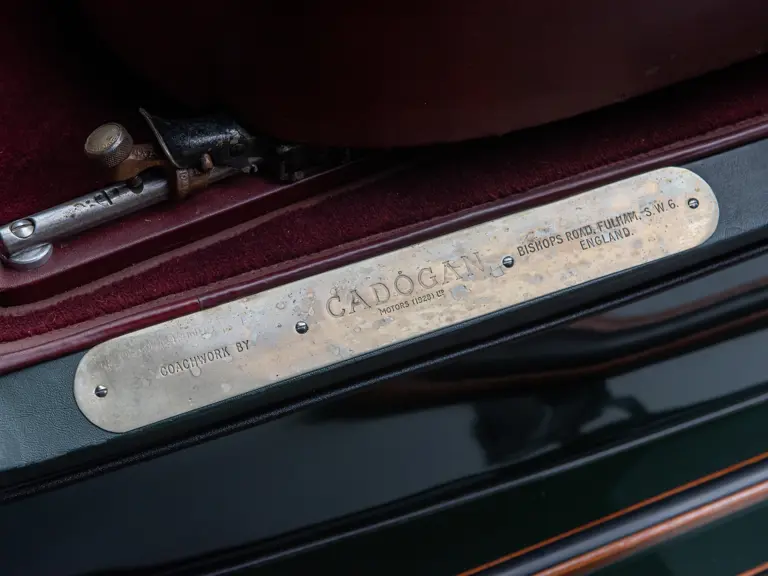 COACHWORK BY
CADOGAN
MOTORS (1928) LD
BISHOPS ROAD, FULHAM, S.W.6.
ENGLAND.